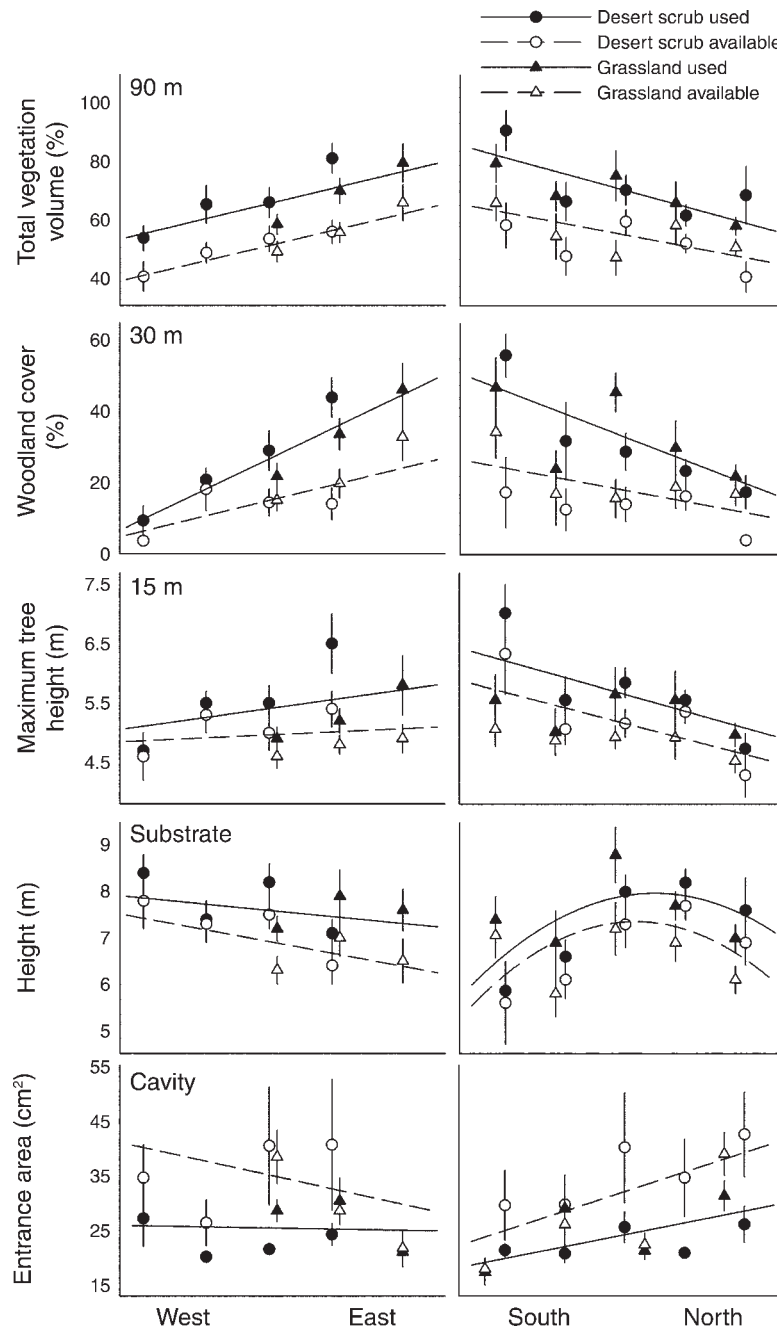 Desert scrub used
Desert scrub available
Grassland used
Grassland available
90 m
Total vegetation
volume (%)
100
80
60
40
30 m
Woodland cover
(%)
60
40
20
0
15 m
Maximum tree
height (m)
7.5
6.5
5.5
4.5
Substrate
Height (m)
9
8
7
6
5
Cavity
Entrance area (cm²)
55
45
35
25
15
West East South North